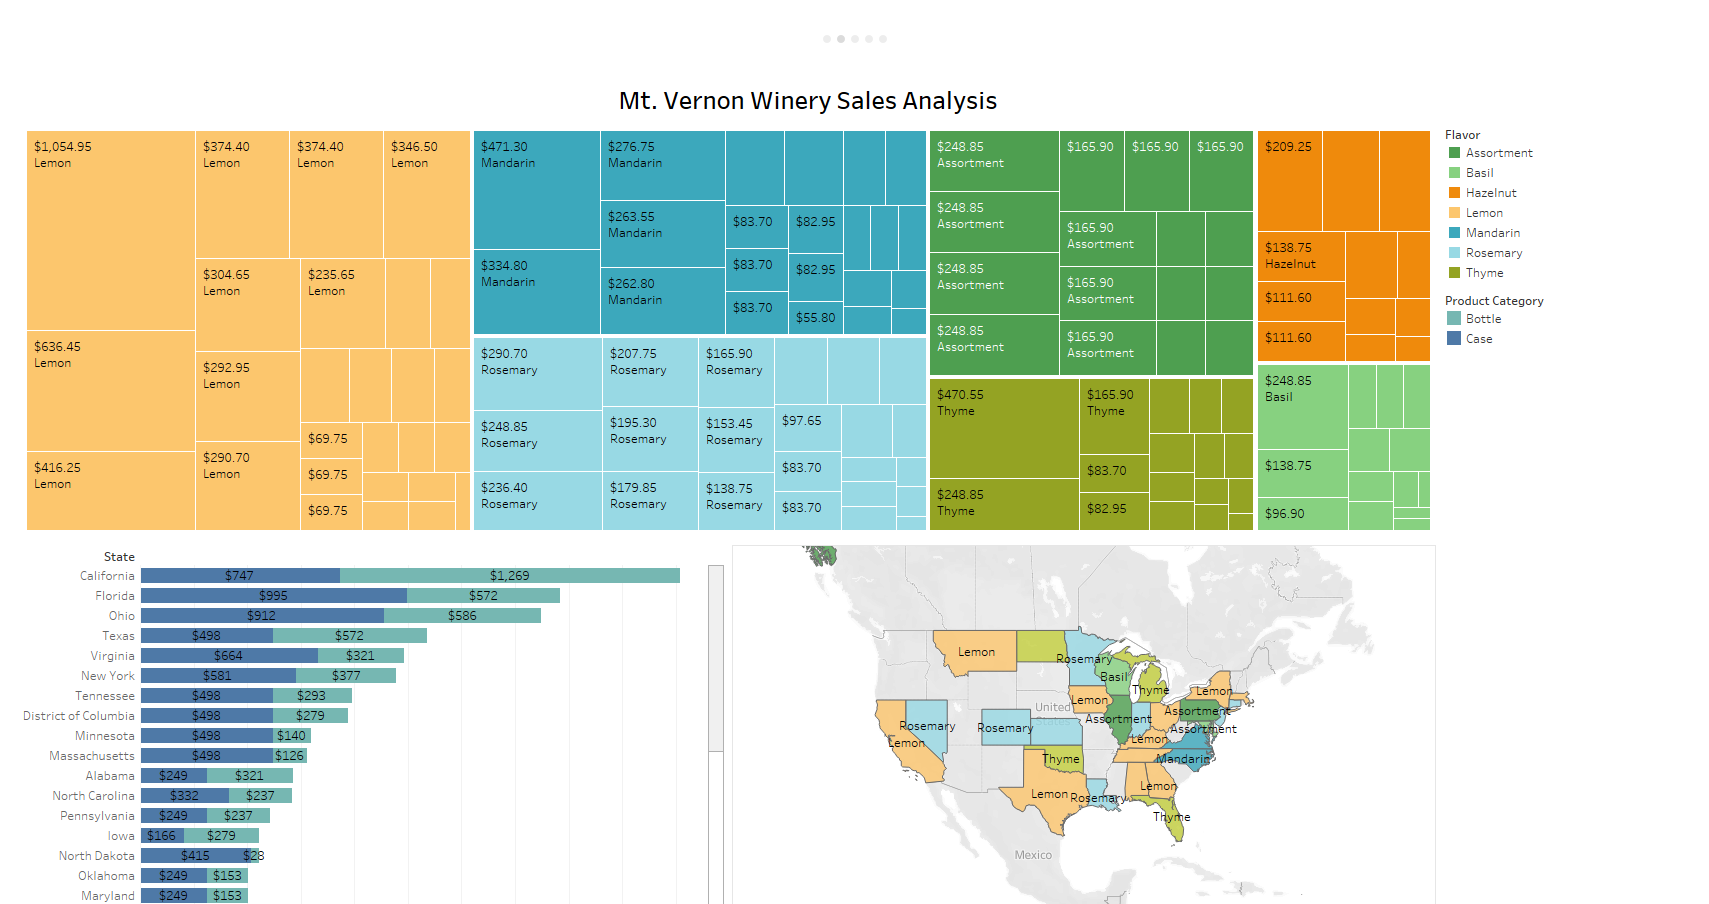 Mt. Vernon Winery Sales Analysis
$1,054.95
Lemon
$636.45
Lemon
$416.25
Lemon
$374.40
Lemon
$374.40
Lemon
$346.50
Lemon
$304.65
Lemon
$235.65
Lemon
$292.95
Lemon
$290.70
Lemon
$69.75
$69.75
$69.75
$471.30
Mandarin
$334.80
Mandarin
$276.75
Mandarin
$263.55
Mandarin
$262.80
Mandarin
$83.70
$82.95
$83.70
$82.95
$83.70
$55.80
$290.70
Rosemary
$248.85
Rosemary
$236.40
Rosemary
$207.75
Rosemary
$195.30
Rosemary
$179.85
Rosemary
$165.90
Rosemary
$153.45
Rosemary
$138.75
Rosemary
$97.65
$83.70
$83.70
$248.85
Assortment
$248.85
Assortment
$248.85
Assortment
$248.85
Assortment
$165.90
$165.90
$165.90
$165.90
Assortment
$165.90
Assortment
$165.90
Assortment
$470.55
Thyme
$248.85
Thyme
$165.90
Thyme
$83.70
$82.95
$209.25
$138.75
Hazelnut
$111.60
$111.60
$248.85
Basil
$138.75
$96.90
Flavor
Assortment
Basil
Hazelnut
Lemon
Mandarin
Rosemary
Thyme
Product Category
Bottle
Case
State
California $747 $1,269
Florida $995 $572
Ohio $912 $586
Texas $498 $572
Virginia $664 $321
New York $581 $377
Tennessee $498 $293
District of Columbia $498 $279
Minnesota $498 $140
Massachusetts $498 $126
Alabama $249 $321
North Carolina $332 $237
Pennsylvania $249 $237
Iowa $166 $279
North Dakota $415 $28
Oklahoma $249 $153
Maryland $249 $153
Lemon
Rosemary
Basil
Thyme
Lemon
Lemon
United States
Assortment
Assortment
Rosemary
Rosemary
Assortment
Lemon
Lemon
Thyme
Mandarin
Lemon
Lemon
Rosemary
Thyme
Mexico